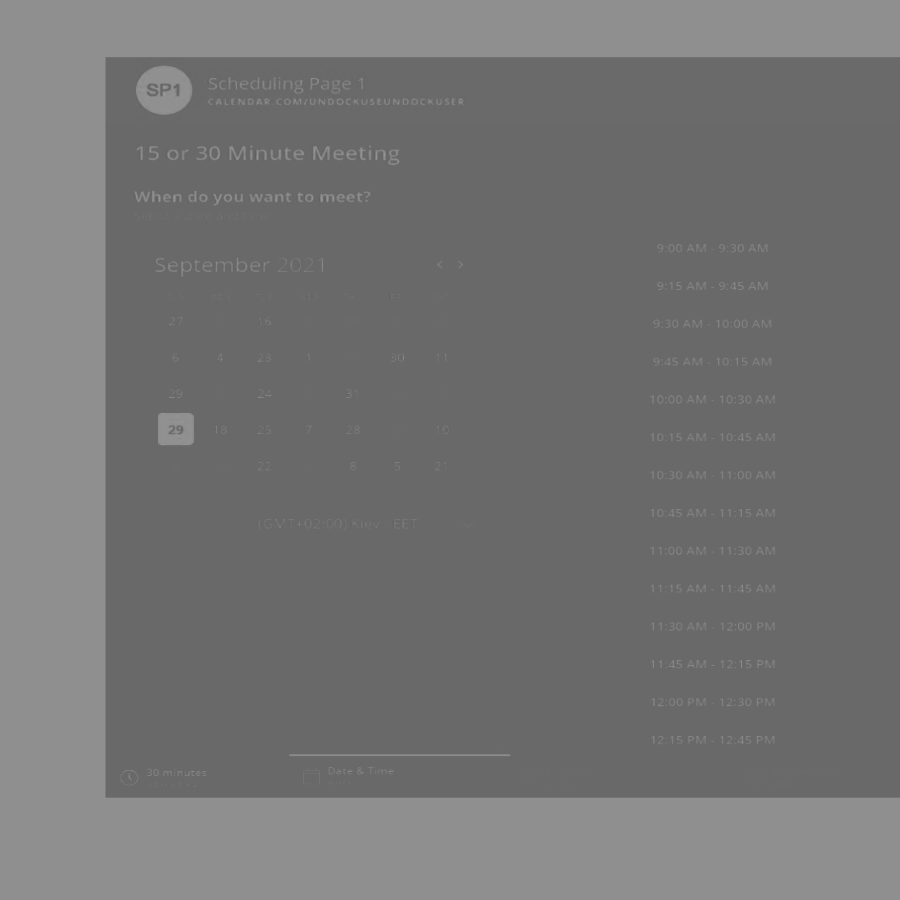 SP1
Scheduling Page 1
CALENDAR.COM/UNDOCKUSEUNDOCKUSER
15 or 30 Minute Meeting
When do you want to meet?
September 2021 < >
27 16
6 4 23 1 30 11
29 24 31
29 18 25 7 28 10
22 8 5 21
(GMT+02:00) Kiev EET
9:00 AM - 9:30 AM
9:15 AM - 9:45 AM
9:30 AM - 10:00 AM
9:45 AM - 10:15 AM
10:00 AM - 10:30 AM
10:15 AM - 10:45 AM
10:30 AM - 11:00 AM
10:45 AM - 11:15 AM
11:00 AM - 11:30 AM
11:15 AM - 11:45 AM
11:30 AM - 12:00 PM
11:45 AM - 12:15 PM
12:00 PM - 12:30 PM
12:15 PM - 12:45 PM
30 minutes
Date & Time